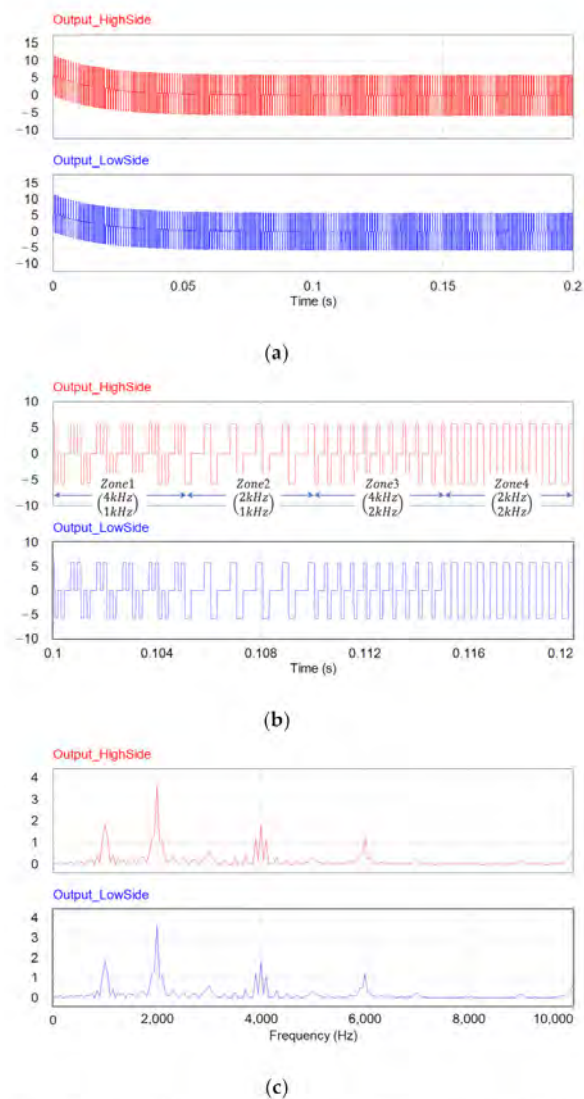 Output_HighSide
15
10
5
0
−5
−10
Output_LowSide
15
10
5
0
−5
−10
0 0.05 0.1 0.15 0.2
Time (s)
(a)
Output_HighSide
10
5
0
−5
−10
Zone1 Zone2 Zone3 Zone4
(4kHz (2kHz (4kHz (2kHz
1kHz) 1kHz) 2kHz) 2kHz)
Output_LowSide
10
5
0
−5
−10
0.1 0.104 0.108 0.112 0.116 0.12
Time (s)
(b)
Output_HighSide
4
3
2
1
0
Output_LowSide
4
3
2
1
0
0 2,000 4,000 6,000 8,000 10,000
Frequency (Hz)
(c)